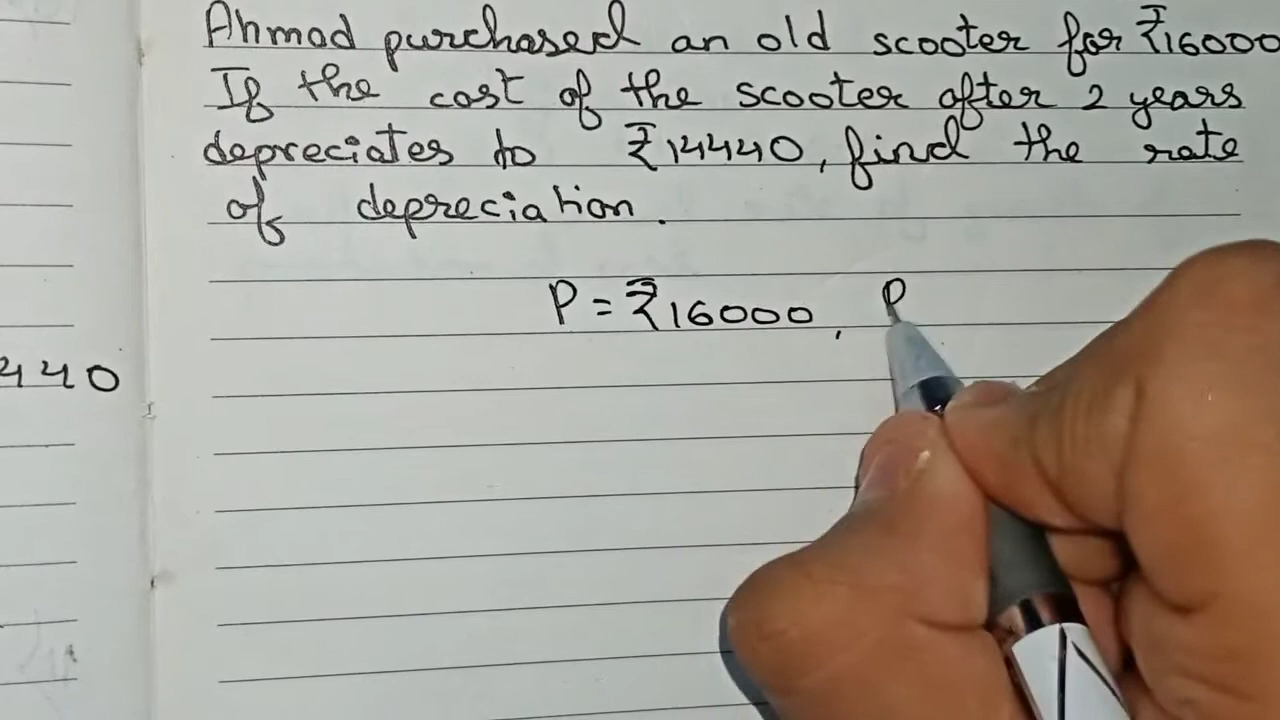 Ahmad purchased an old scooter for ₹16000
If the cost of the scooter after 2 years
depreciates to ₹14440, find the rate
of depreciation.
P = ₹16000, P
440